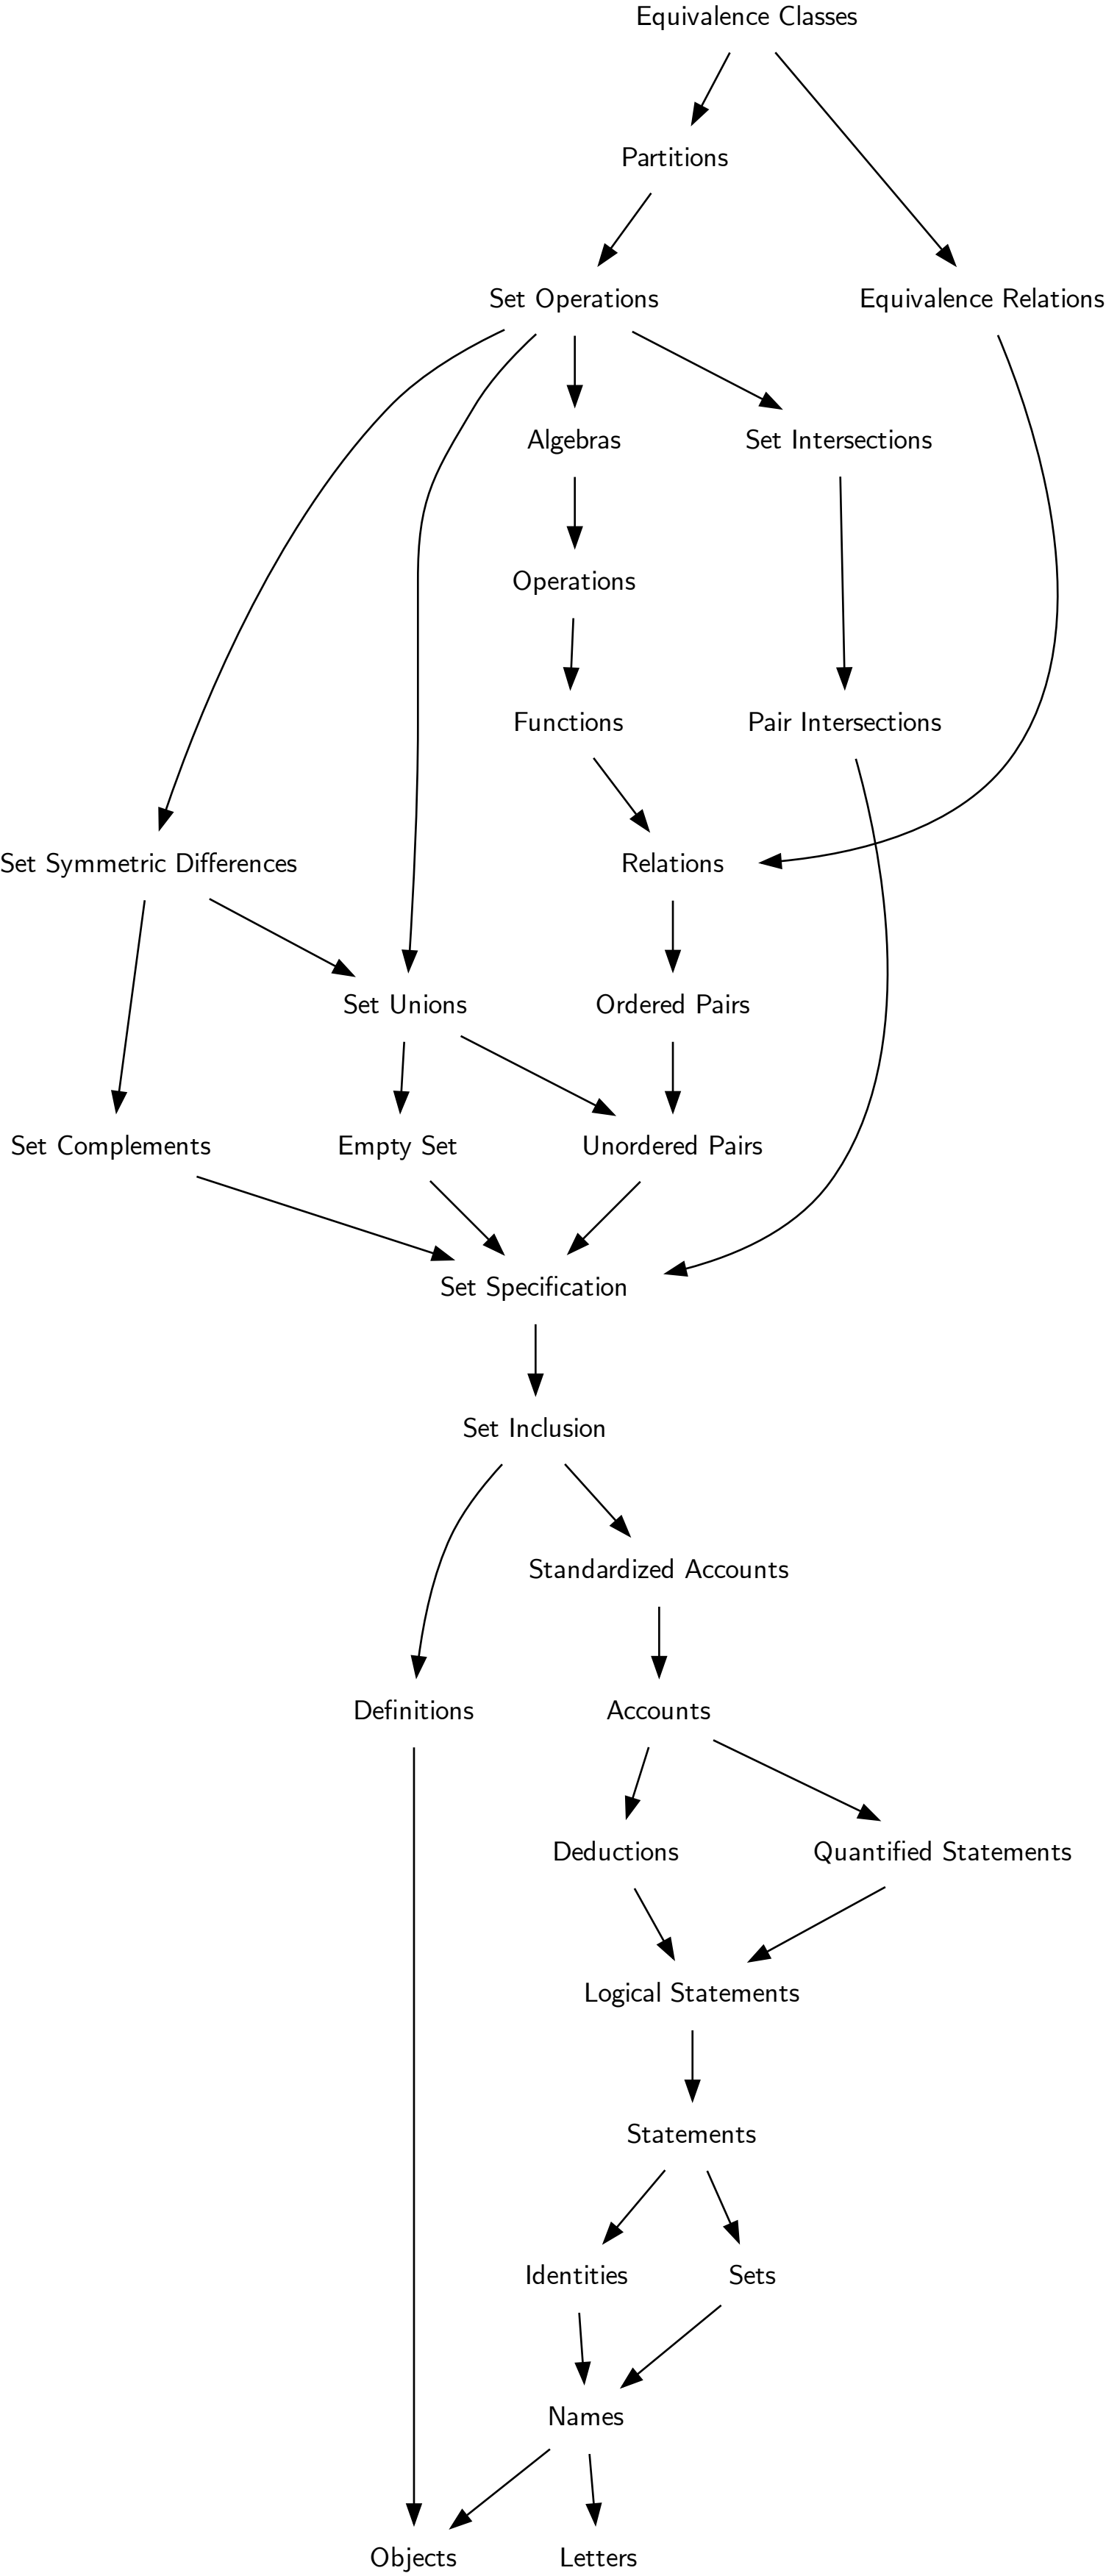 Equivalence Classes
Partitions
Set Operations
Equivalence Relations
Algebras
Set Intersections
Operations
Functions
Pair Intersections
Set Symmetric Differences
Relations
Set Unions
Ordered Pairs
Set Complements
Empty Set
Unordered Pairs
Set Specification
Set Inclusion
Standardized Accounts
Definitions
Accounts
Deductions
Quantified Statements
Logical Statements
Statements
Identities
Sets
Names
Objects
Letters